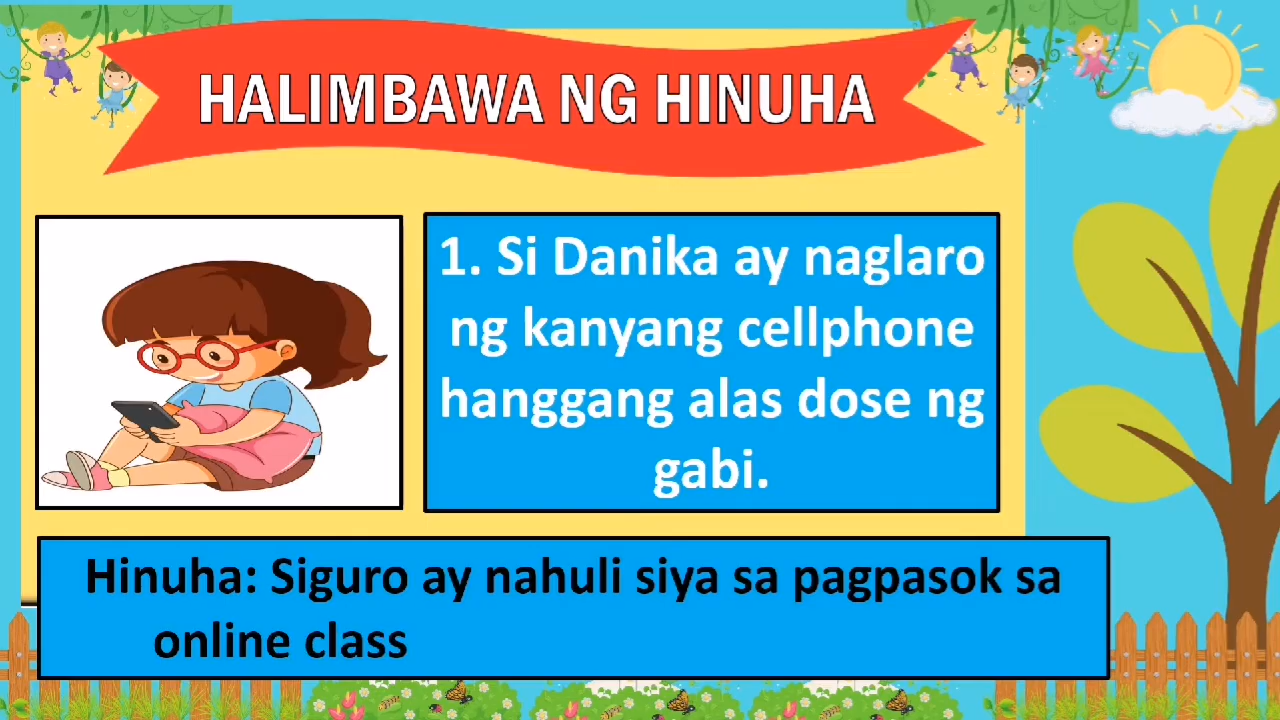 HALIMBAWA NG HINUHA
1. Si Danika ay naglaro
ng kanyang cellphone
hanggang alas dose ng
gabi.
Hinuha: Siguro ay nahuli siya sa pagpasok sa
online class